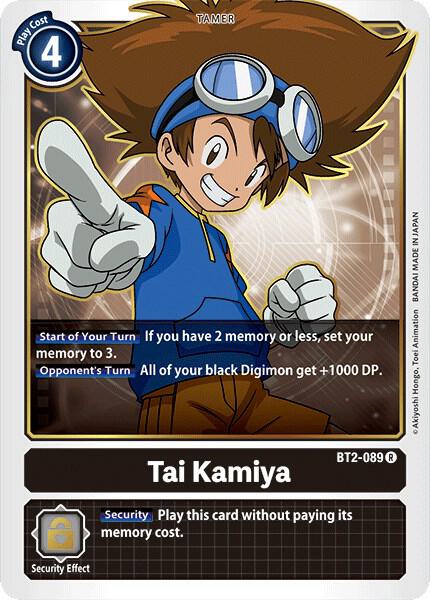 TAMER
Play Cost
4
Start of Your Turn If you have 2 memory or less, set your
memory to 3.
Opponent's Turn All of your black Digimon get +1000 DP.
© Akiyoshi Hongo, Toei Animation BANDAI MADE IN JAPAN
BT2-089 R
Tai Kamiya
Security Play this card without paying its
memory cost.
Security Effect